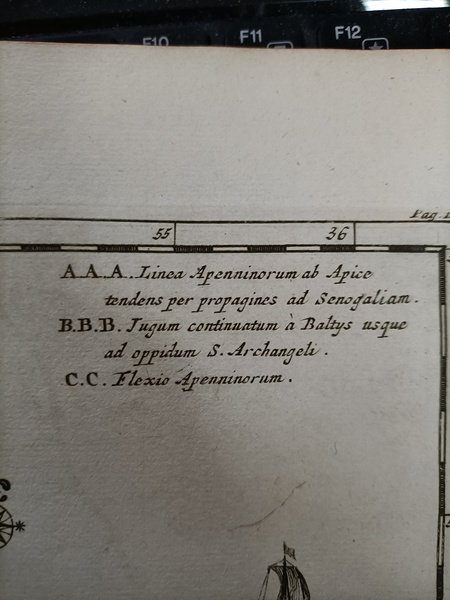 F10 F11 F12
Pag.
55 36
A.A.A. Linea Apenninorum ab Apice
tendens per propagines ad Senogaliam.
B.B.B. Jugum continuatum à Baltys usque
ad oppidum S. Archangeli.
C.C. Flexio Apenninorum.